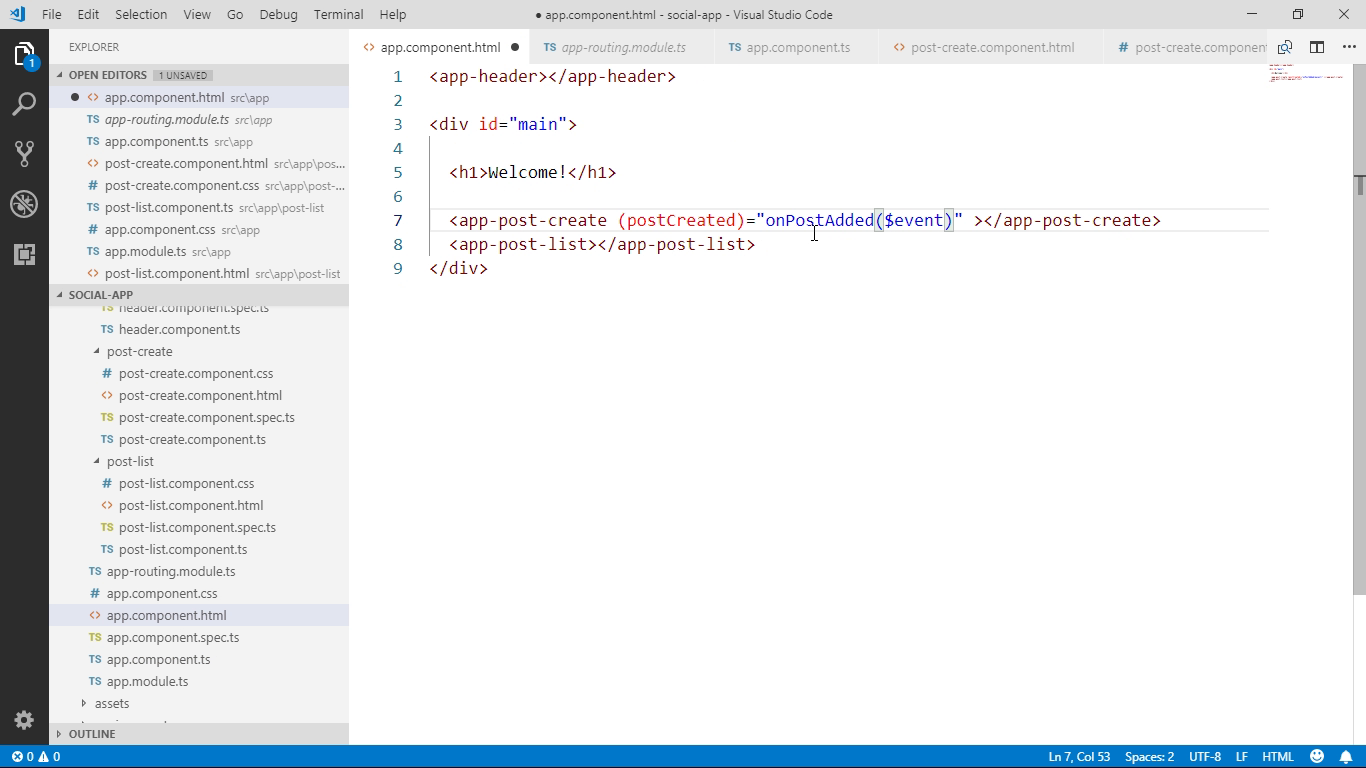 File Edit Selection View Go Debug Terminal Help
● app.component.html - social-app - Visual Studio Code
EXPLORER
OPEN EDITORS 1 UNSAVED
app.component.html src\app
TS app-routing.module.ts src\app
TS app.component.ts src\app
post-create.component.html src\app\pos...
# post-create.component.css src\app\post-...
TS post-list.component.ts src\app\post-list
# app.component.css src\app
TS app.module.ts src\app
<> post-list.component.html src\app\post-list
SOCIAL-APP
TS header.component.spec.ts
TS header.component.ts
post-create
# post-create.component.css
<> post-create.component.html
TS post-create.component.spec.ts
TS post-create.component.ts
post-list
# post-list.component.css
<> post-list.component.html
TS post-list.component.spec.ts
TS post-list.component.ts
TS app-routing.module.ts
# app.component.css
<> app.component.html
TS app.component.spec.ts
TS app.component.ts
TS app.module.ts
assets
OUTLINE
1
<> app.component.html ● TS app-routing.module.ts TS app.component.ts <> post-create.component.html # post-create.componen
1 <app-header></app-header>
2
3 <div id="main">
4
5 <h1>Welcome!</h1>
6
7 <app-post-create (postCreated)="onPostAdded($event)" ></app-post-create>
8 <app-post-list></app-post-list>
9 </div>
0 0 Ln 7, Col 53 Spaces: 2 UTF-8 LF HTML